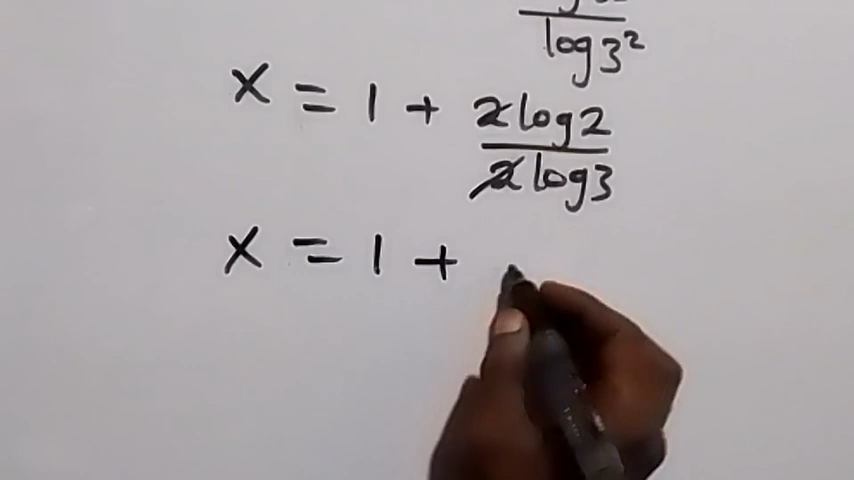 log3²
x = 1 + 2log2/2log3
x = 1 +